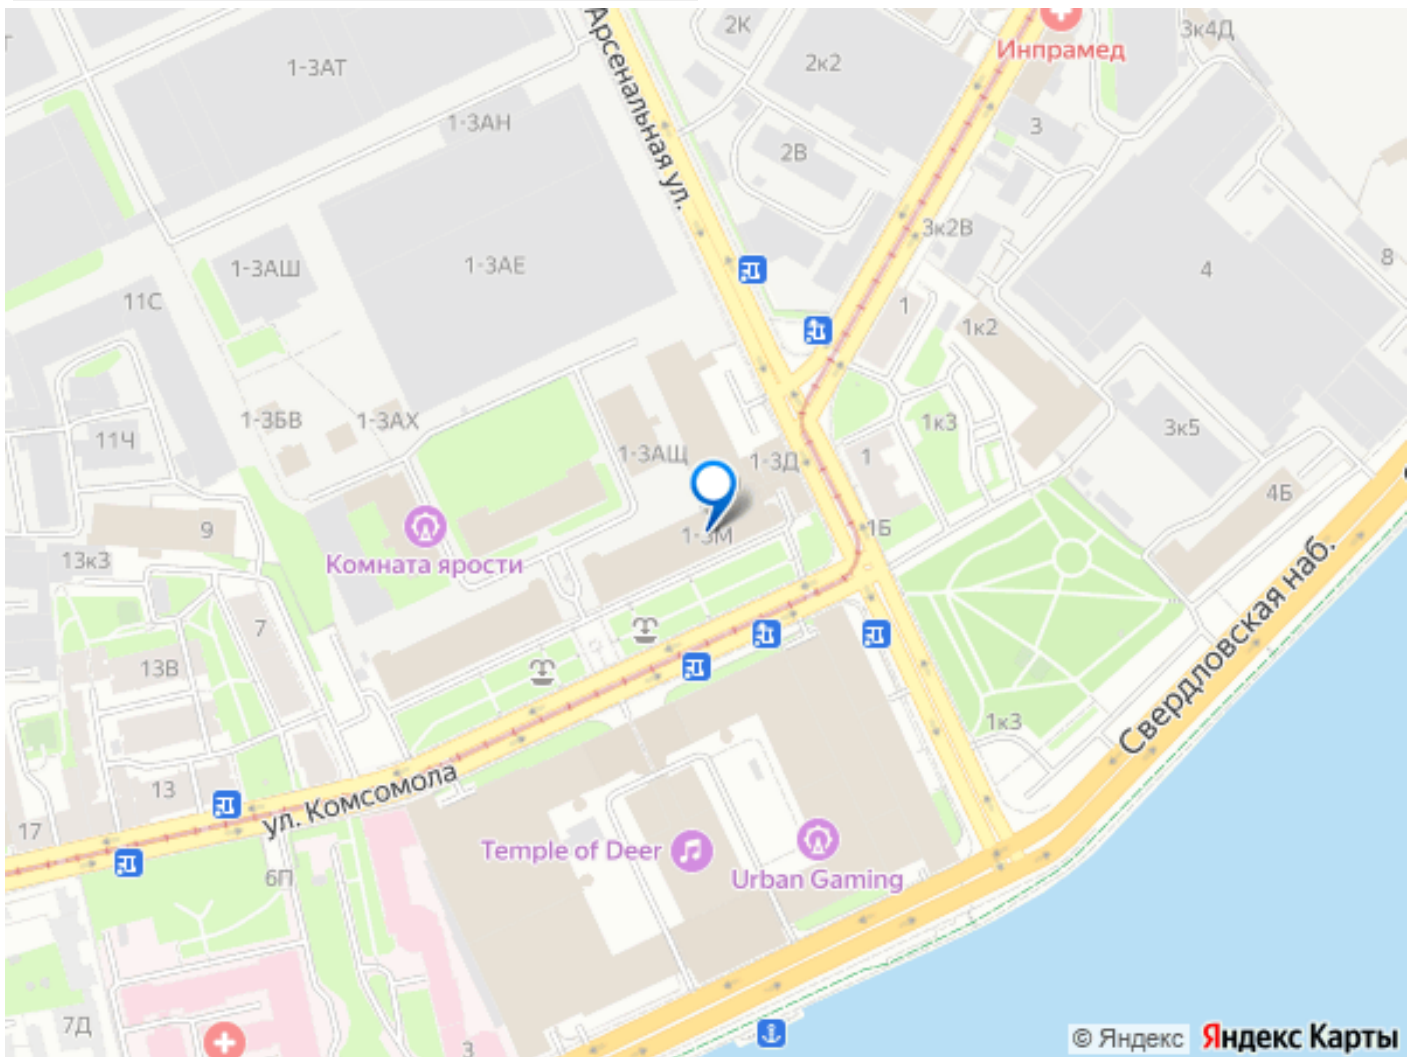 2К
3к4Д
Инпрамед
1-3АТ
2к2
Арсенальная ул.
1-3АН
3
2В
3к2В
8
1-3АШ
1-3АЕ
4
11С
1
1к2
1-3БВ
1-3АХ
1к3
3к5
11Ч
1-3АЩ
1-3Д
1
4Б
9
1-3М
1Б
13к3
Комната ярости
Свердловская наб.
7
13В
1к3
ул. Комсомола
13
17
Temple of Deer
Urban Gaming
6П
7Д
3
© Яндекс Яндекс Карты